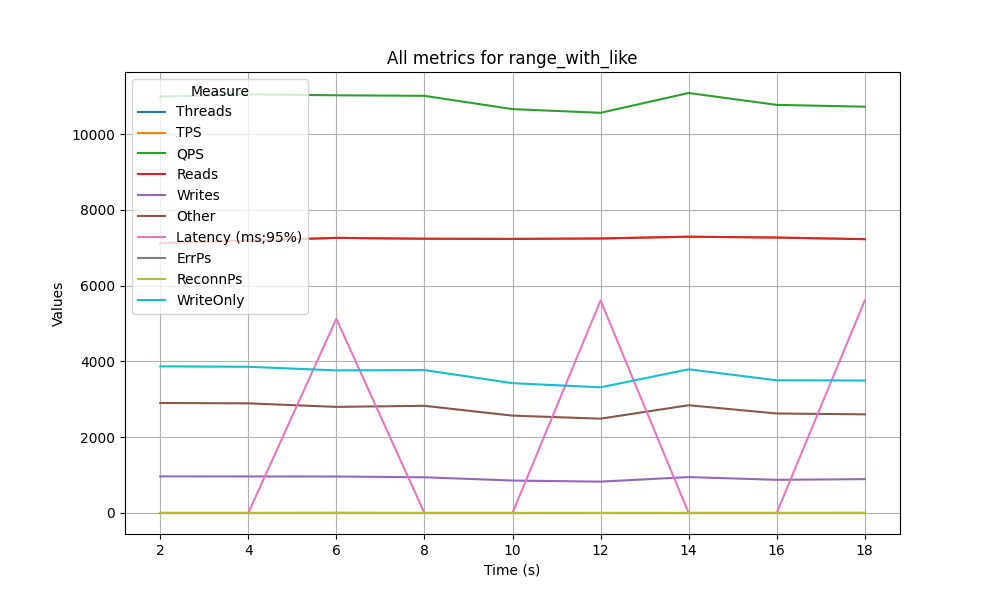 All metrics for range_with_like
Measure
Threads
TPS
QPS
Reads
Writes
Other
Latency (ms;95%)
ErrPs
ReconnPs
WriteOnly
10000
8000
6000
4000
2000
0
Values
2 4 6 8 10 12 14 16 18
Time (s)